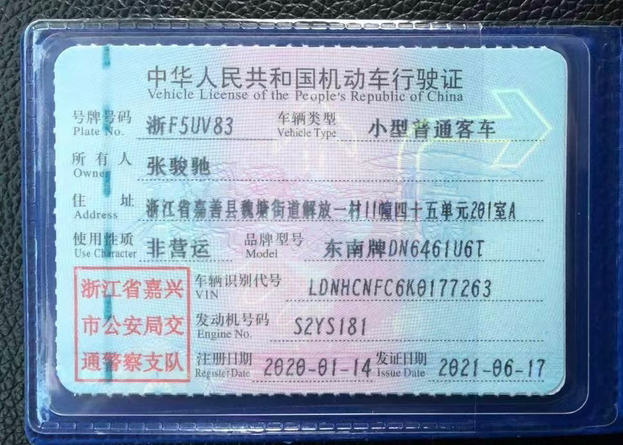 中华人民共和国机动车行驶证
Vehicle License of the People's Republic of China
号牌号码 浙F5UV83 车辆类型 小型普通客车
Plate No. Vehicle Type
所有人 张骏驰
Owner
住址 浙江省嘉善县魏塘街道解放一村11幢四十五单元201室A
Address
使用性质 非营运 品牌型号 东南牌DN6461U6T
Use Character Model
浙江省嘉兴
市公安局交
通警察支队
车辆识别代号 LDNHCNFC6K0177263
VIN
发动机号码 S2YS181
Engine No.
注册日期 2020-01-14 发证日期 2021-06-17
Register Date Issue Date